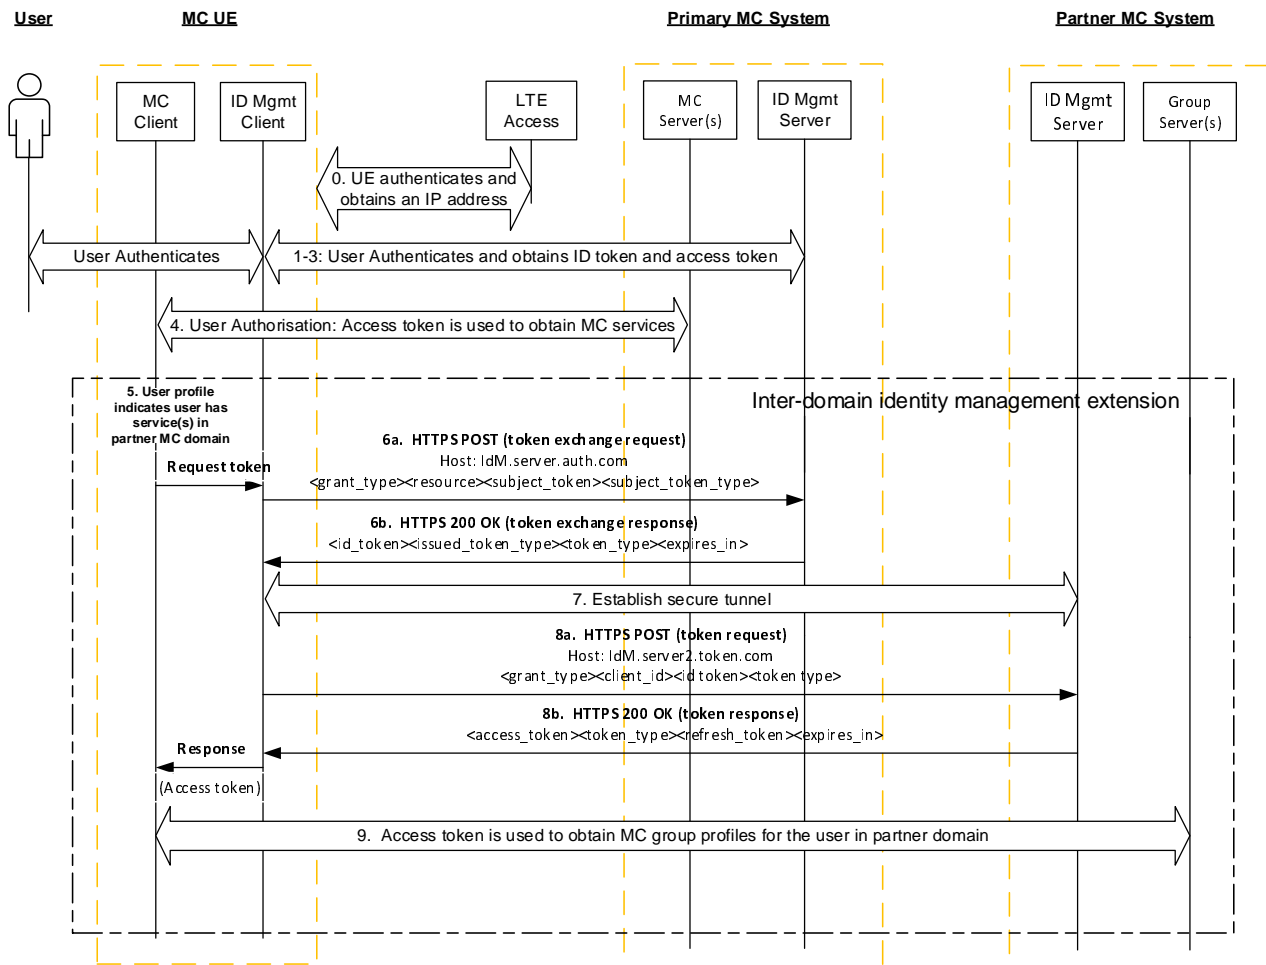 User
MC UE
Primary MC System
Partner MC System
MC
Client
ID Mgmt
Client
LTE
Access
MC
Server(s)
ID Mgmt
Server
ID Mgmt
Server
Group
Server(s)
0. UE authenticates and
obtains an IP address
User Authenticates
1-3: User Authenticates and obtains ID token and access token
4. User Authorisation: Access token is used to obtain MC services
5. User profile
indicates user has
service(s) in
partner MC domain
Inter-domain identity management extension
Request token
6a. HTTPS POST (token exchange request)
Host: IdM.server.auth.com
<grant_type><resource><subject_token><subject_token_type>
6b. HTTPS 200 OK (token exchange response)
<id_token><issued_token_type><token_type><expires_in>
7. Establish secure tunnel
8a. HTTPS POST (token request)
Host: IdM.server2.token.com
<grant_type><client_id><id token><token type>
8b. HTTPS 200 OK (token response)
<access_token><token_type><refresh_token><expires_in>
Response
(Access token)
9. Access token is used to obtain MC group profiles for the user in partner domain